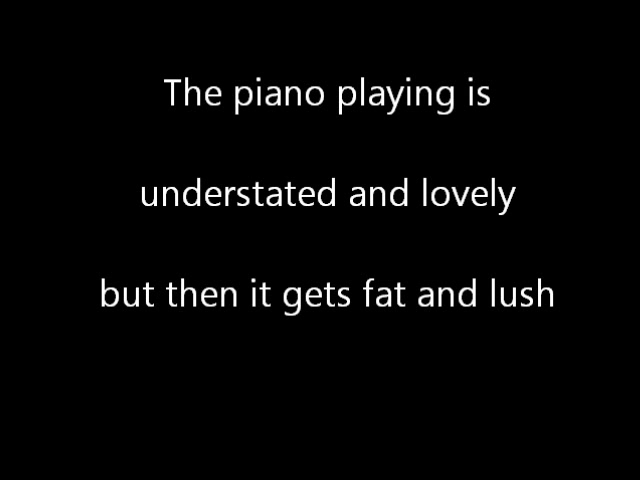 The piano playing is
understated and lovely
but then it gets fat and lush